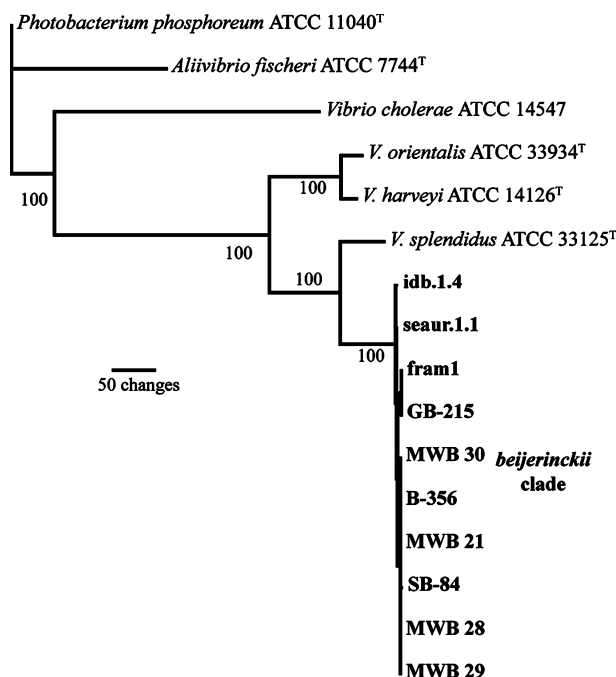 Photobacterium phosphoreum ATCC 11040ᵀ
Aliivibrio fischeri ATCC 7744ᵀ
Vibrio cholerae ATCC 14547
V. orientalis ATCC 33934ᵀ
100
V. harveyi ATCC 14126ᵀ
100
V. splendidus ATCC 33125ᵀ
100
100
idb.1.4
seaur.1.1
100
fram1
50 changes
GB-215
MWB 30
beijerinckii
clade
B-356
MWB 21
SB-84
MWB 28
MWB 29